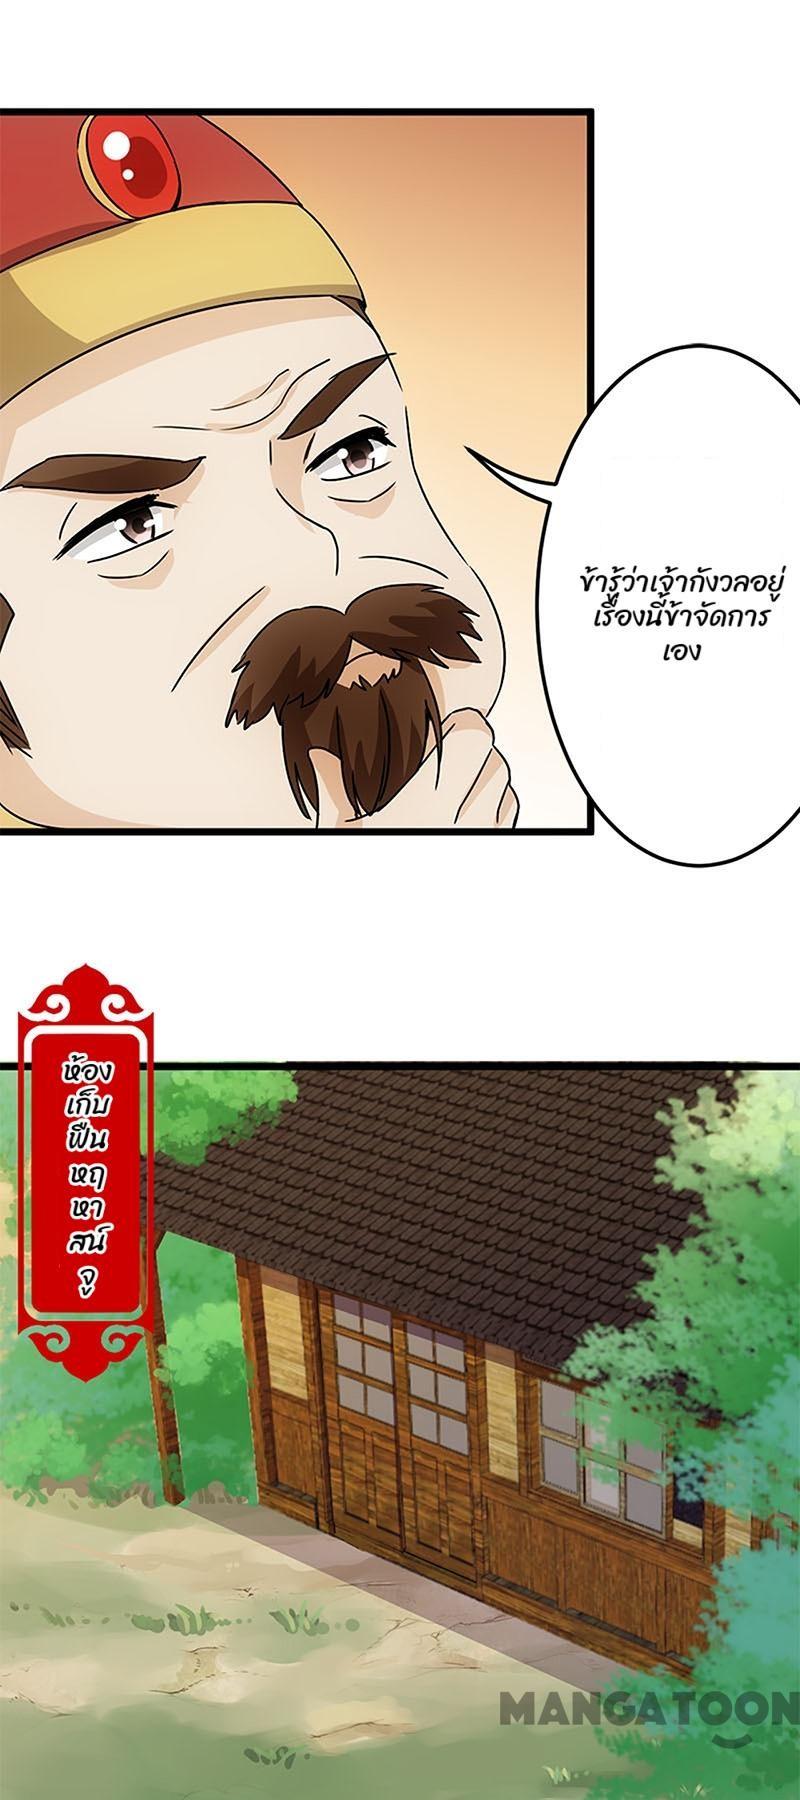 ข้ารู้ว่าเจ้ากังวลอยู่
เรื่องนี้ข้าจัดการ
เอง
ห้อง
เก็บ
ฟืน
หฤ
หา
สน์
จู
MANGATOON